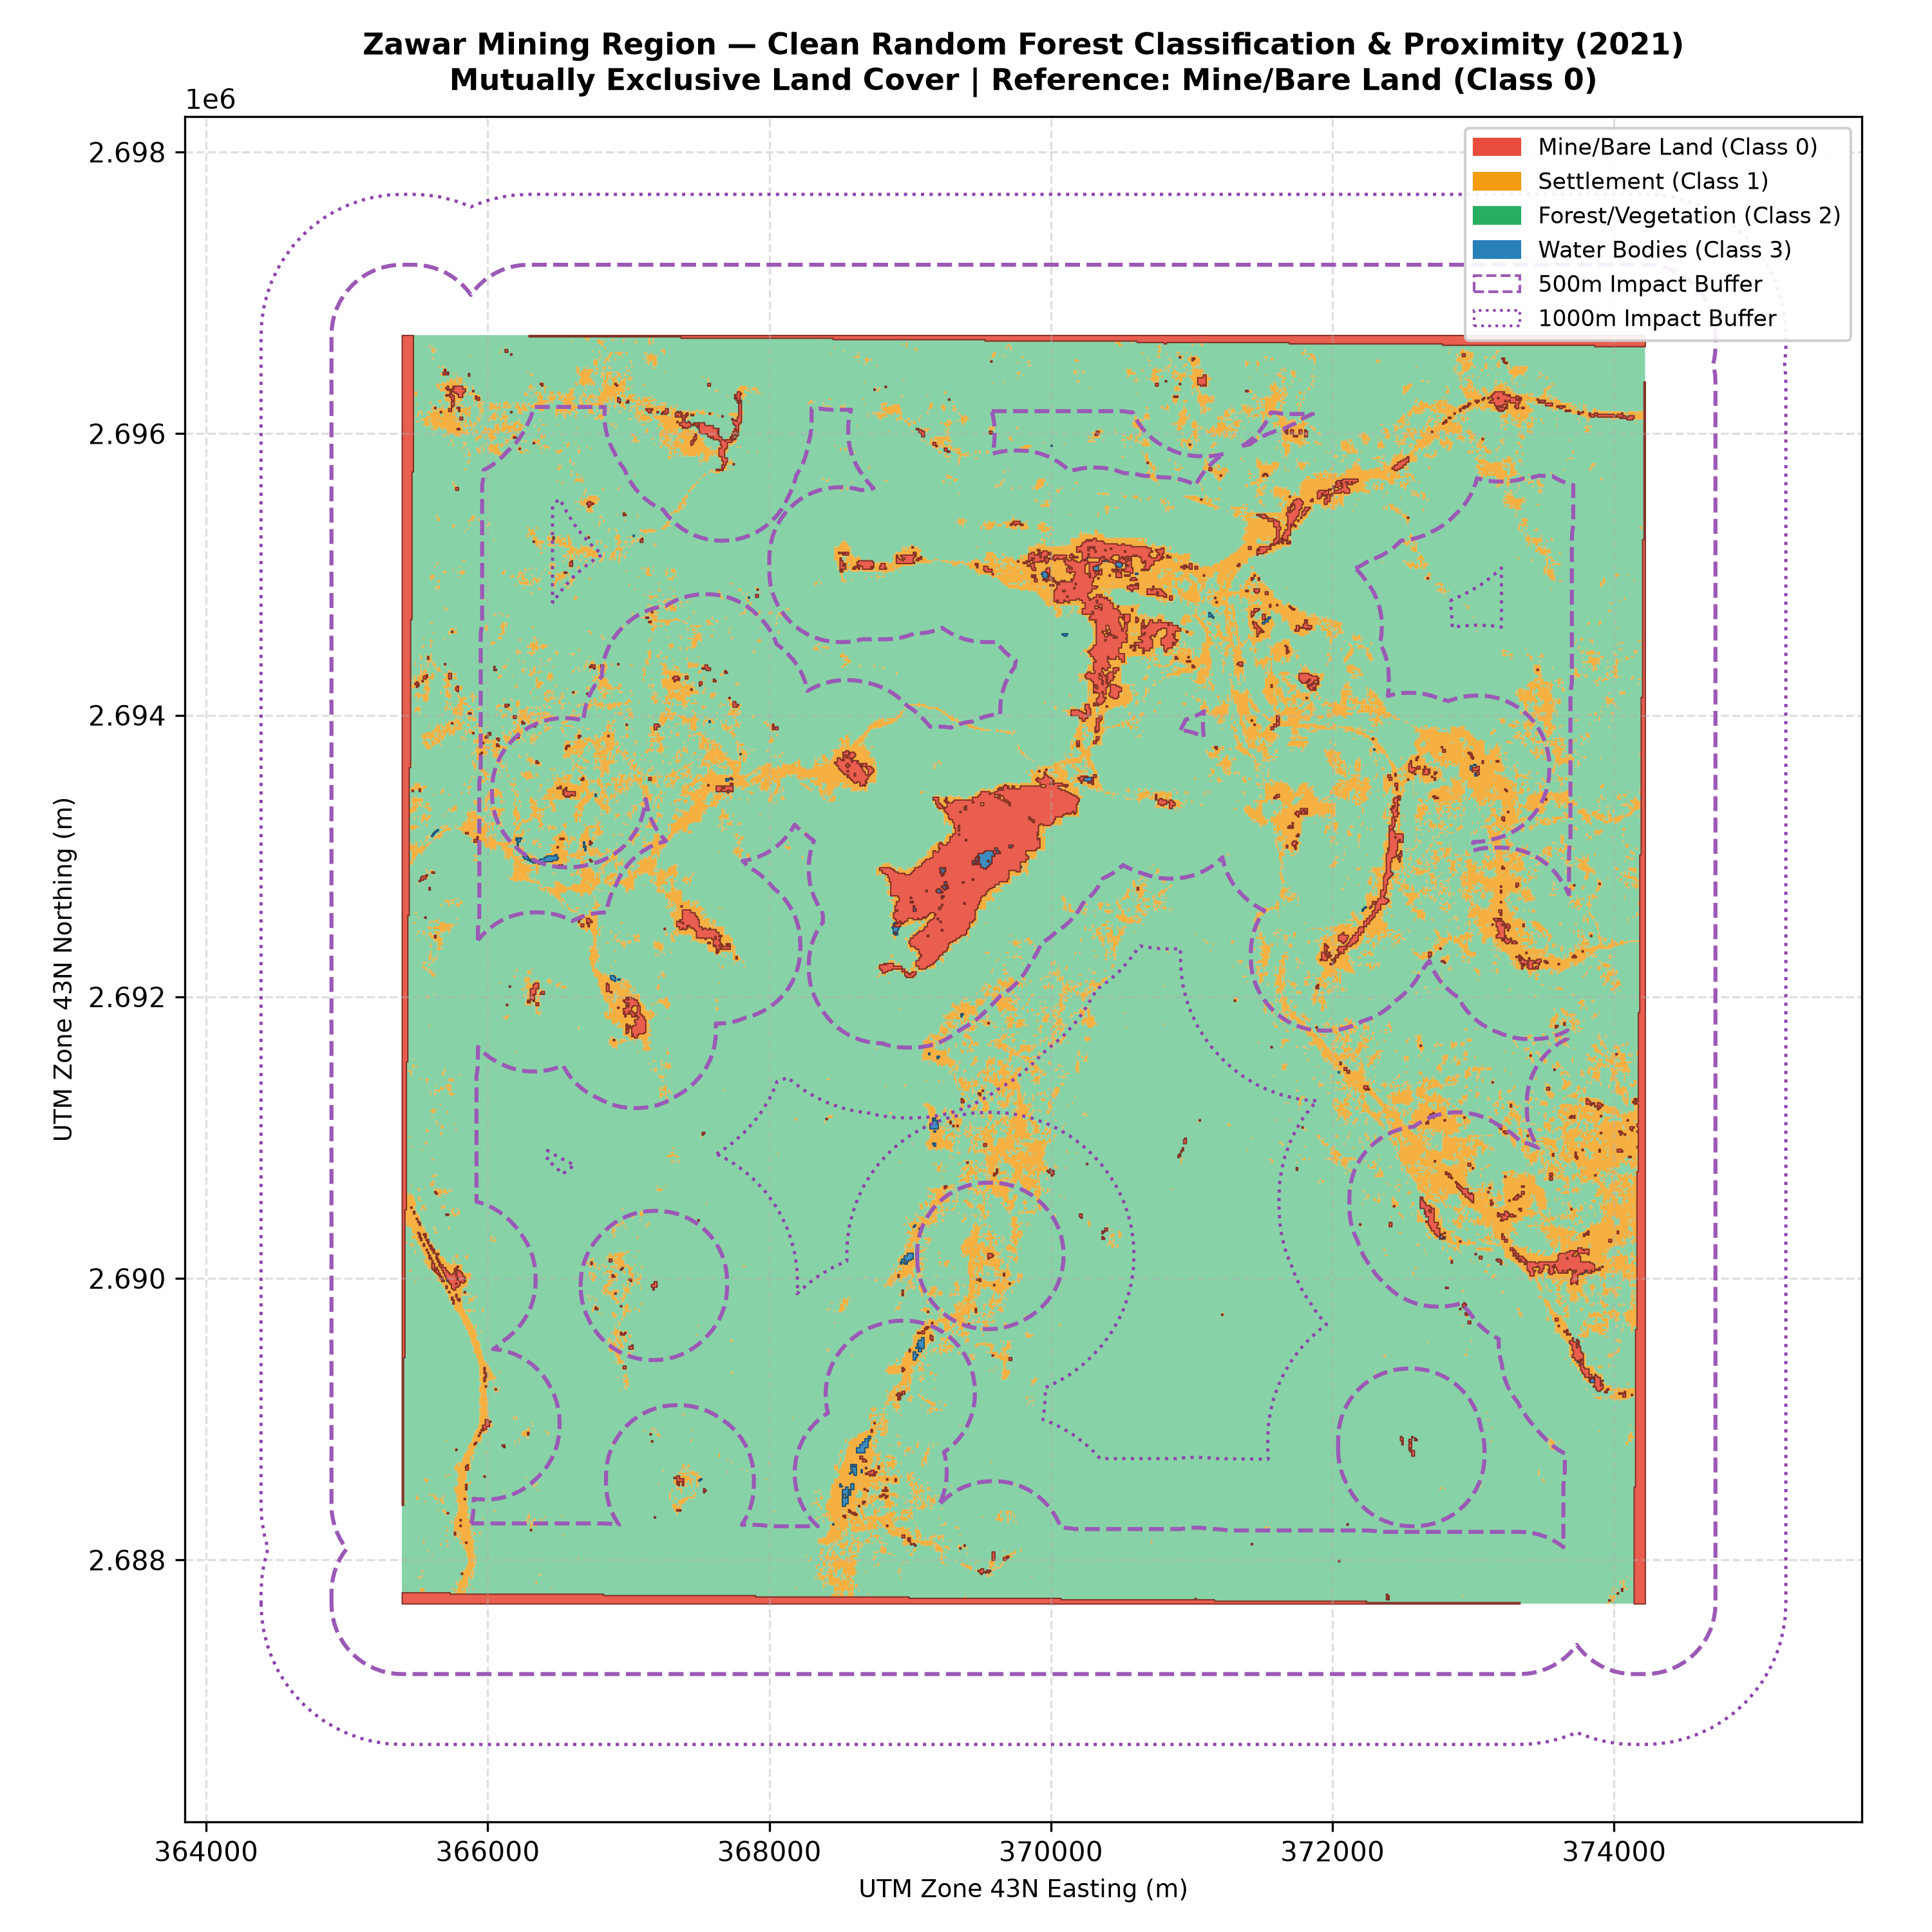 Zawar Mining Region — Clean Random Forest Classification & Proximity (2021)
Mutually Exclusive Land Cover | Reference: Mine/Bare Land (Class 0)
1e6
Mine/Bare Land (Class 0)
Settlement (Class 1)
Forest/Vegetation (Class 2)
Water Bodies (Class 3)
500m Impact Buffer
1000m Impact Buffer
2.698
2.696
2.694
2.692
2.690
2.688
UTM Zone 43N Northing (m)
364000 366000 368000 370000 372000 374000
UTM Zone 43N Easting (m)